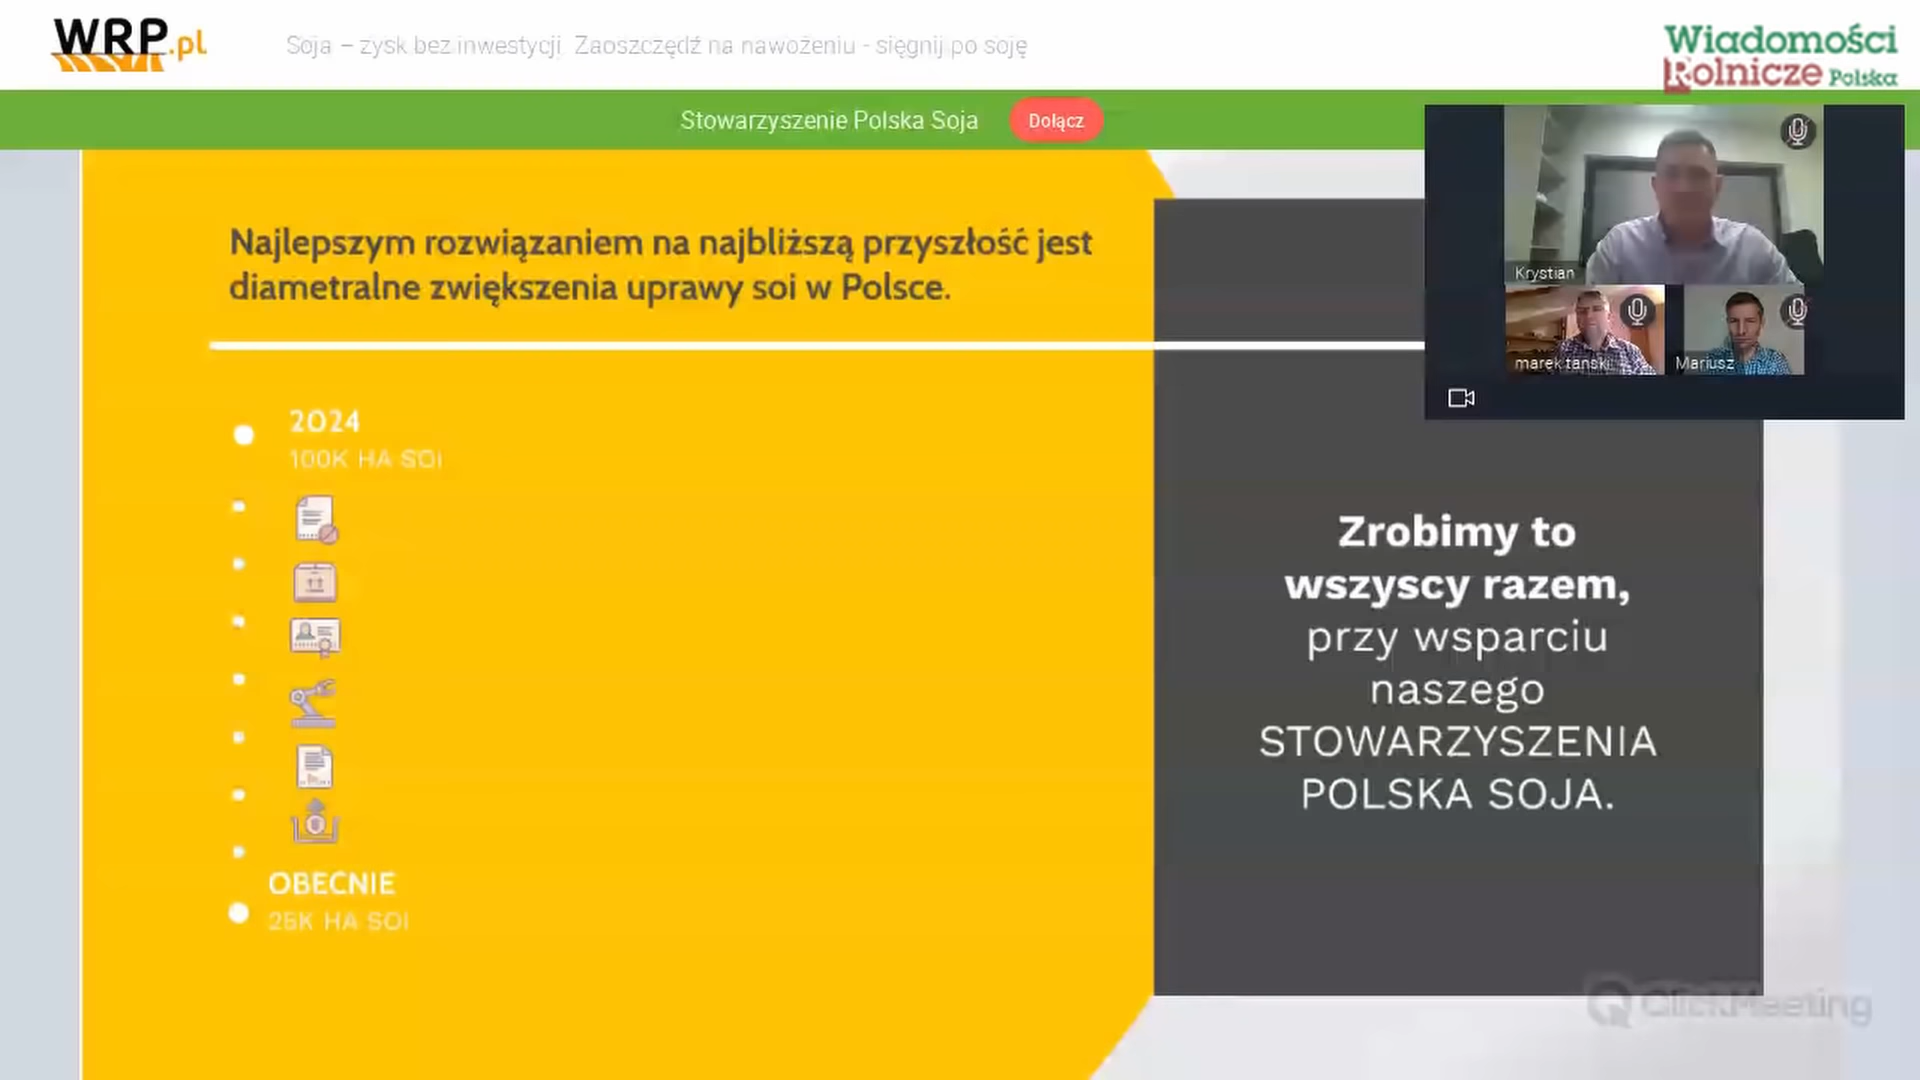 WRP.pl
Soja – zysk bez inwestycji Zaoszczędź na nawożeniu - sięgnij po soję
Wiadomości
Rolnicze Polska
Stowarzyszenie Polska Soja
Dołącz
Krystian
marek tanski
Mariusz
Najlepszym rozwiązaniem na najbliższą przyszłość jest
diametralne zwiększenia uprawy soi w Polsce.
2024
100K HA SOI
OBECNIE
25K HA SOI
Zrobimy to
wszyscy razem,
przy wsparciu
naszego
STOWARZYSZENIA
POLSKA SOJA.
ClickMeeting